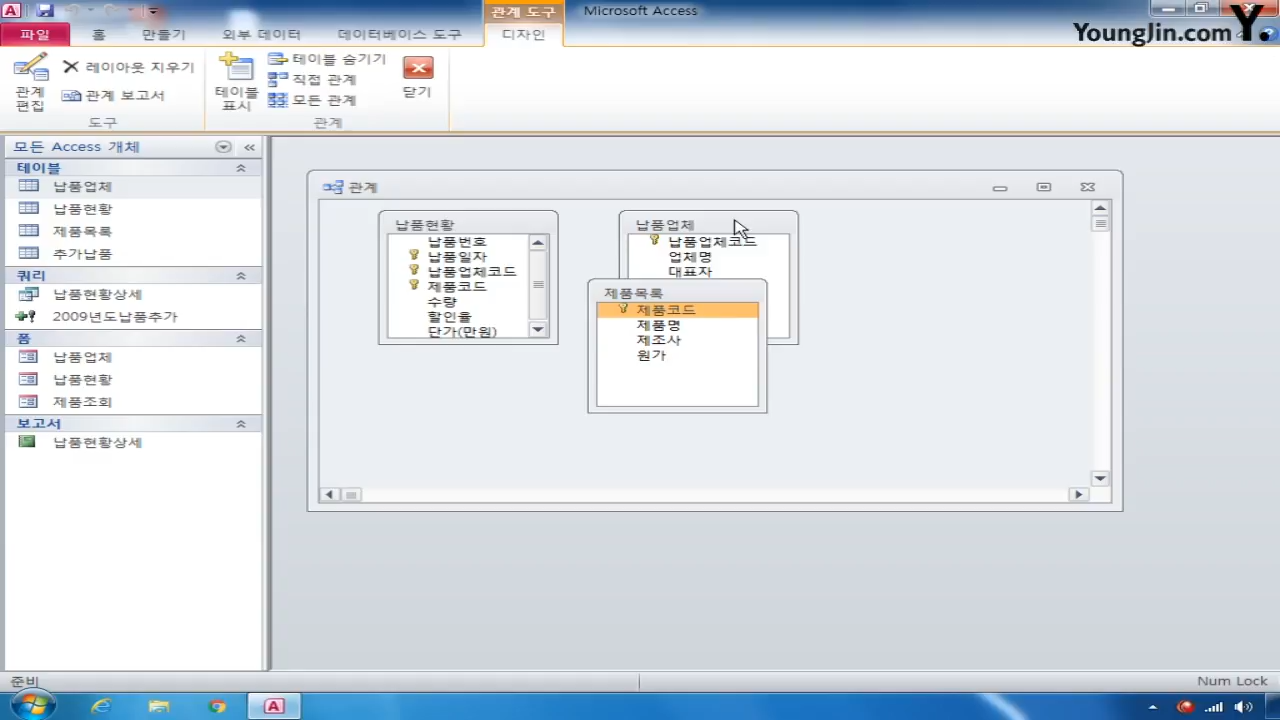 관계 도구
Microsoft Access
YoungJin.com
Y.
파일
홈
만들기
외부 데이터
데이터베이스 도구
디자인
관계 편집
레이아웃 지우기
관계 보고서
도구
테이블 표시
테이블 숨기기
직접 관계
모든 관계
관계
닫기
모든 Access 개체
테이블
납품업체
납품현황
제품목록
추가납품
쿼리
납품현황상세
2009년도납품추가
폼
납품업체
납품현황
제품조회
보고서
납품현황상세
관계
납품현황
납품번호
납품일자
납품업체코드
제품코드
수량
할인율
단가(만원)
납품업체
납품업체코드
업체명
대표자
제품목록
제품코드
제품명
제조사
원가
준비
Num Lock